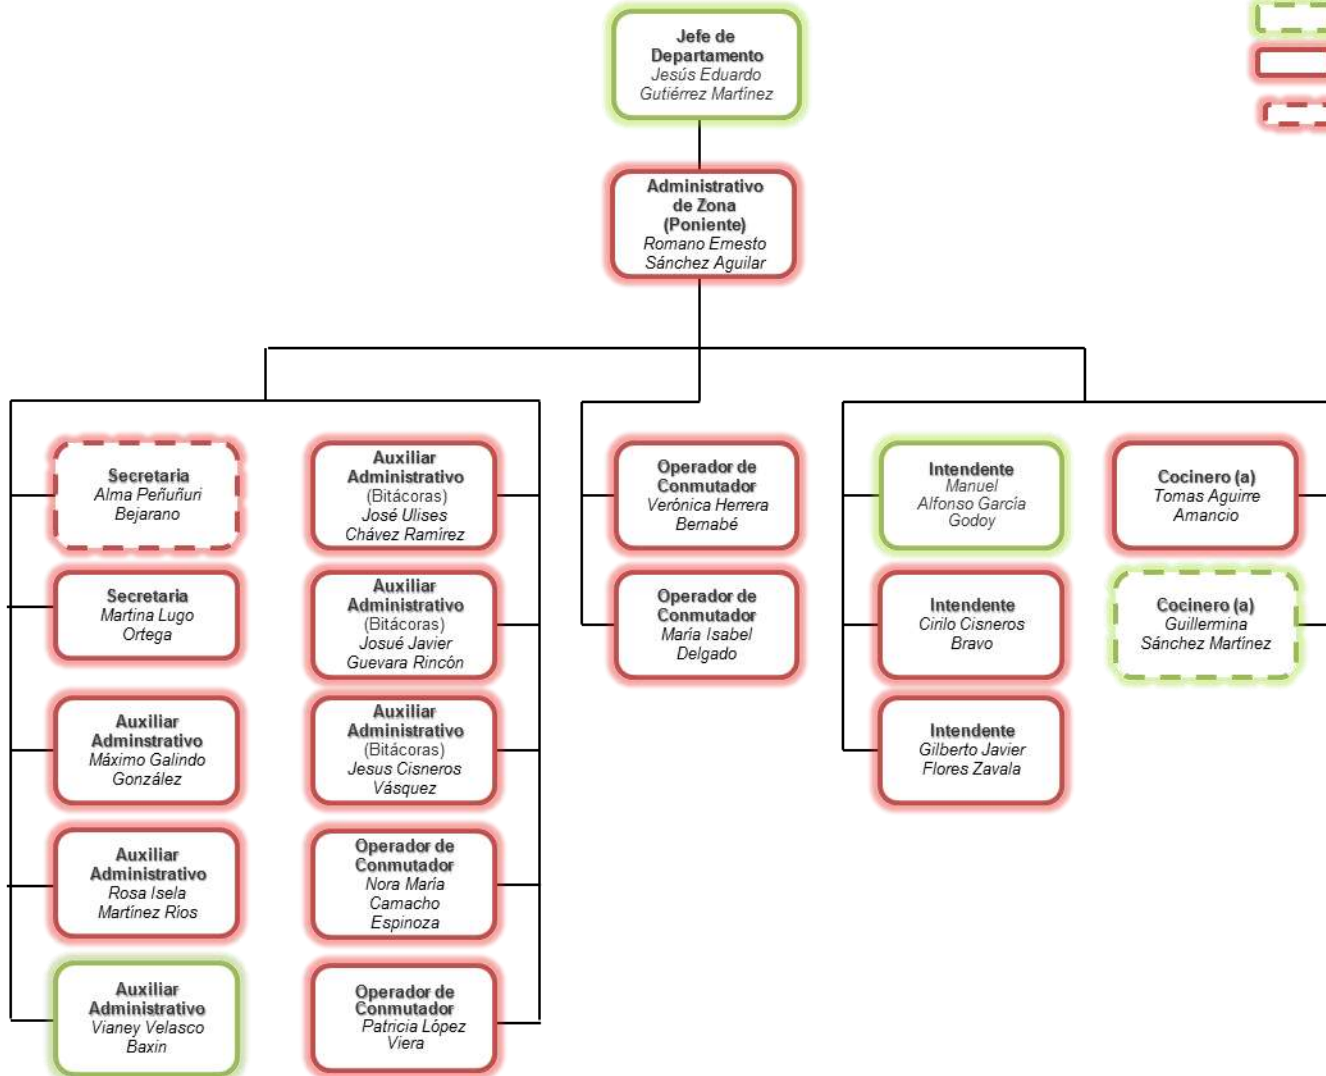 Jefe de
Departamento
Jesús Eduardo
Gutiérrez Martínez
Administrativo
de Zona
(Poniente)
Romano Ernesto
Sánchez Aguilar
Secretaria
Alma Peñuñuri
Bejarano
Secretaria
Martina Lugo
Ortega
Auxiliar
Adminstrativo
Máximo Galindo
González
Auxiliar
Administrativo
Rosa Isela
Martínez Ríos
Auxiliar
Administrativo
Vianey Velasco
Baxin
Auxiliar
Administrativo
(Bitácoras)
José Ulises
Chávez Ramírez
Auxiliar
Administrativo
(Bitácoras)
Josué Javier
Guevara Rincón
Auxiliar
Administrativo
(Bitácoras)
Jesus Cisneros
Vásquez
Operador de
Conmutador
Nora María
Camacho
Espinoza
Operador de
Conmutador
Patricia López
Viera
Operador de
Conmutador
Verónica Herrera
Bernabé
Operador de
Conmutador
María Isabel
Delgado
Intendente
Manuel
Alfonso García
Godoy
Intendente
Cirilo Cisneros
Bravo
Intendente
Gilberto Javier
Flores Zavala
Cocinero (a)
Tomas Aguirre
Amancio
Cocinero (a)
Guillermina
Sánchez Martínez